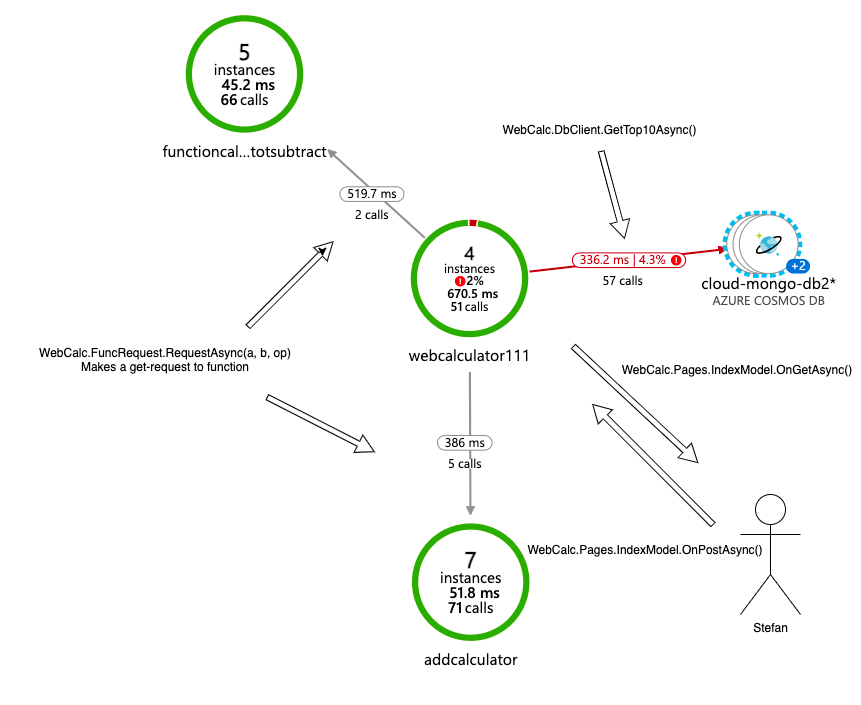 5
instances
45.2 ms
66 calls
functioncal...totsubtract
WebCalc.DbClient.GetTop10Async()
519.7 ms
2 calls
4
instances
2%
670.5 ms
51 calls
webcalculator111
336.2 ms | 4.3%
57 calls
+2
cloud-mongo-db2*
AZURE COSMOS DB
WebCalc.FuncRequest.RequestAsync(a, b, op)
Makes a get-request to function
WebCalc.Pages.IndexModel.OnGetAsync()
386 ms
5 calls
WebCalc.Pages.IndexModel.OnPostAsync()
7
instances
51.8 ms
71 calls
addcalculator
Stefan